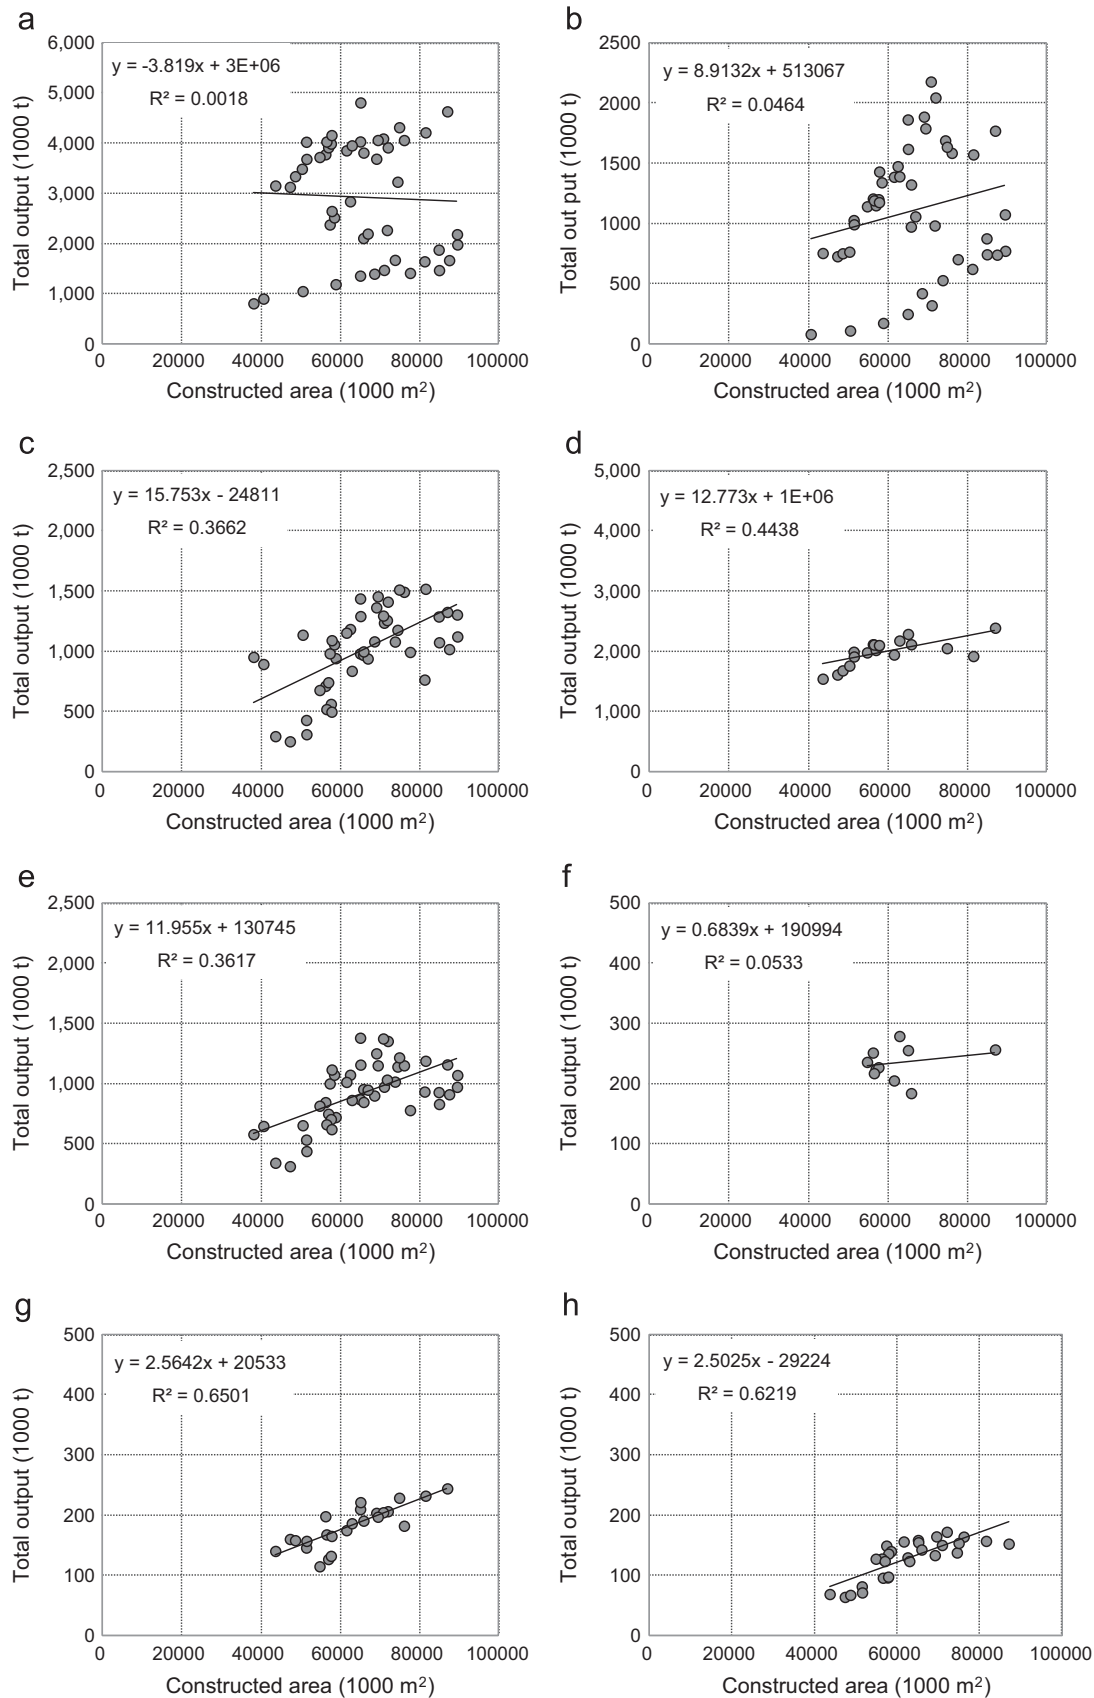 a
y = -3.819x + 3E+06
R² = 0.0018
Total output (1000 t)
6,000
5,000
4,000
3,000
2,000
1,000
0
0 20000 40000 60000 80000 100000
Constructed area (1000 m²)
b
y = 8.9132x + 513067
R² = 0.0464
Total out put (1000 t)
2500
2000
1500
1000
500
0
0 20000 40000 60000 80000 100000
Constructed area (1000 m²)
c
y = 15.753x - 24811
R² = 0.3662
Total output (1000 t)
2,500
2,000
1,500
1,000
500
0
0 20000 40000 60000 80000 100000
Constructed area (1000 m²)
d
y = 12.773x + 1E+06
R² = 0.4438
Total output (1000 t)
5,000
4,000
3,000
2,000
1,000
0
0 20000 40000 60000 80000 100000
Constructed area (1000 m²)
e
y = 11.955x + 130745
R² = 0.3617
Total output (1000 t)
2,500
2,000
1,500
1,000
500
0
0 20000 40000 60000 80000 100000
Constructed area (1000 m²)
f
y = 0.6839x + 190994
R² = 0.0533
Total output (1000 t)
500
400
300
200
100
0
0 20000 40000 60000 80000 100000
Constructed area (1000 m²)
g
y = 2.5642x + 20533
R² = 0.6501
Total output (1000 t)
500
400
300
200
100
0
0 20000 40000 60000 80000 100000
Constructed area (1000 m²)
h
y = 2.5025x - 29224
R² = 0.6219
Total output (1000 t)
500
400
300
200
100
0
0 20000 40000 60000 80000 100000
Constructed area (1000 m²)